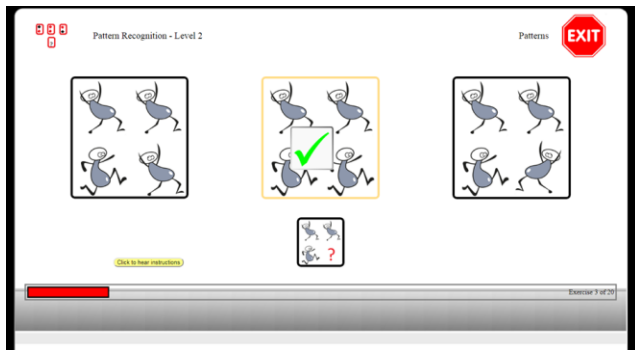 Pattern Recognition - Level 2
Patterns
EXIT
?
?
Click to hear instructions
Exercise 3 of 20